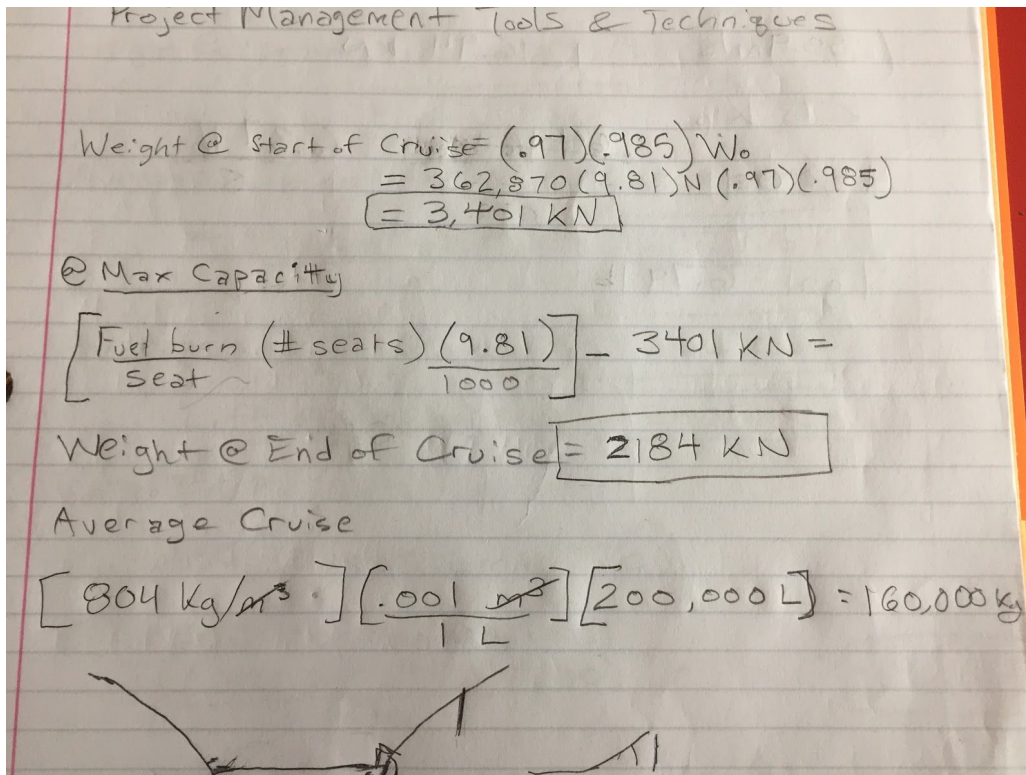 Project Management Tools & Techniques
Weight @ Start of Cruise = (.97)(.985) Wo
= 362,870 (9.81) N (.97)(.985)
= 3,401 KN
@ Max Capacitty
[Fuel burn/Seat (# seats) (9.81)/1000] - 3401 KN =
Weight @ End of Cruise = 2184 KN
Average Cruise
[804 Kg/m³] [.001 m³/1 L] [200,000 L] = 160,000 kg